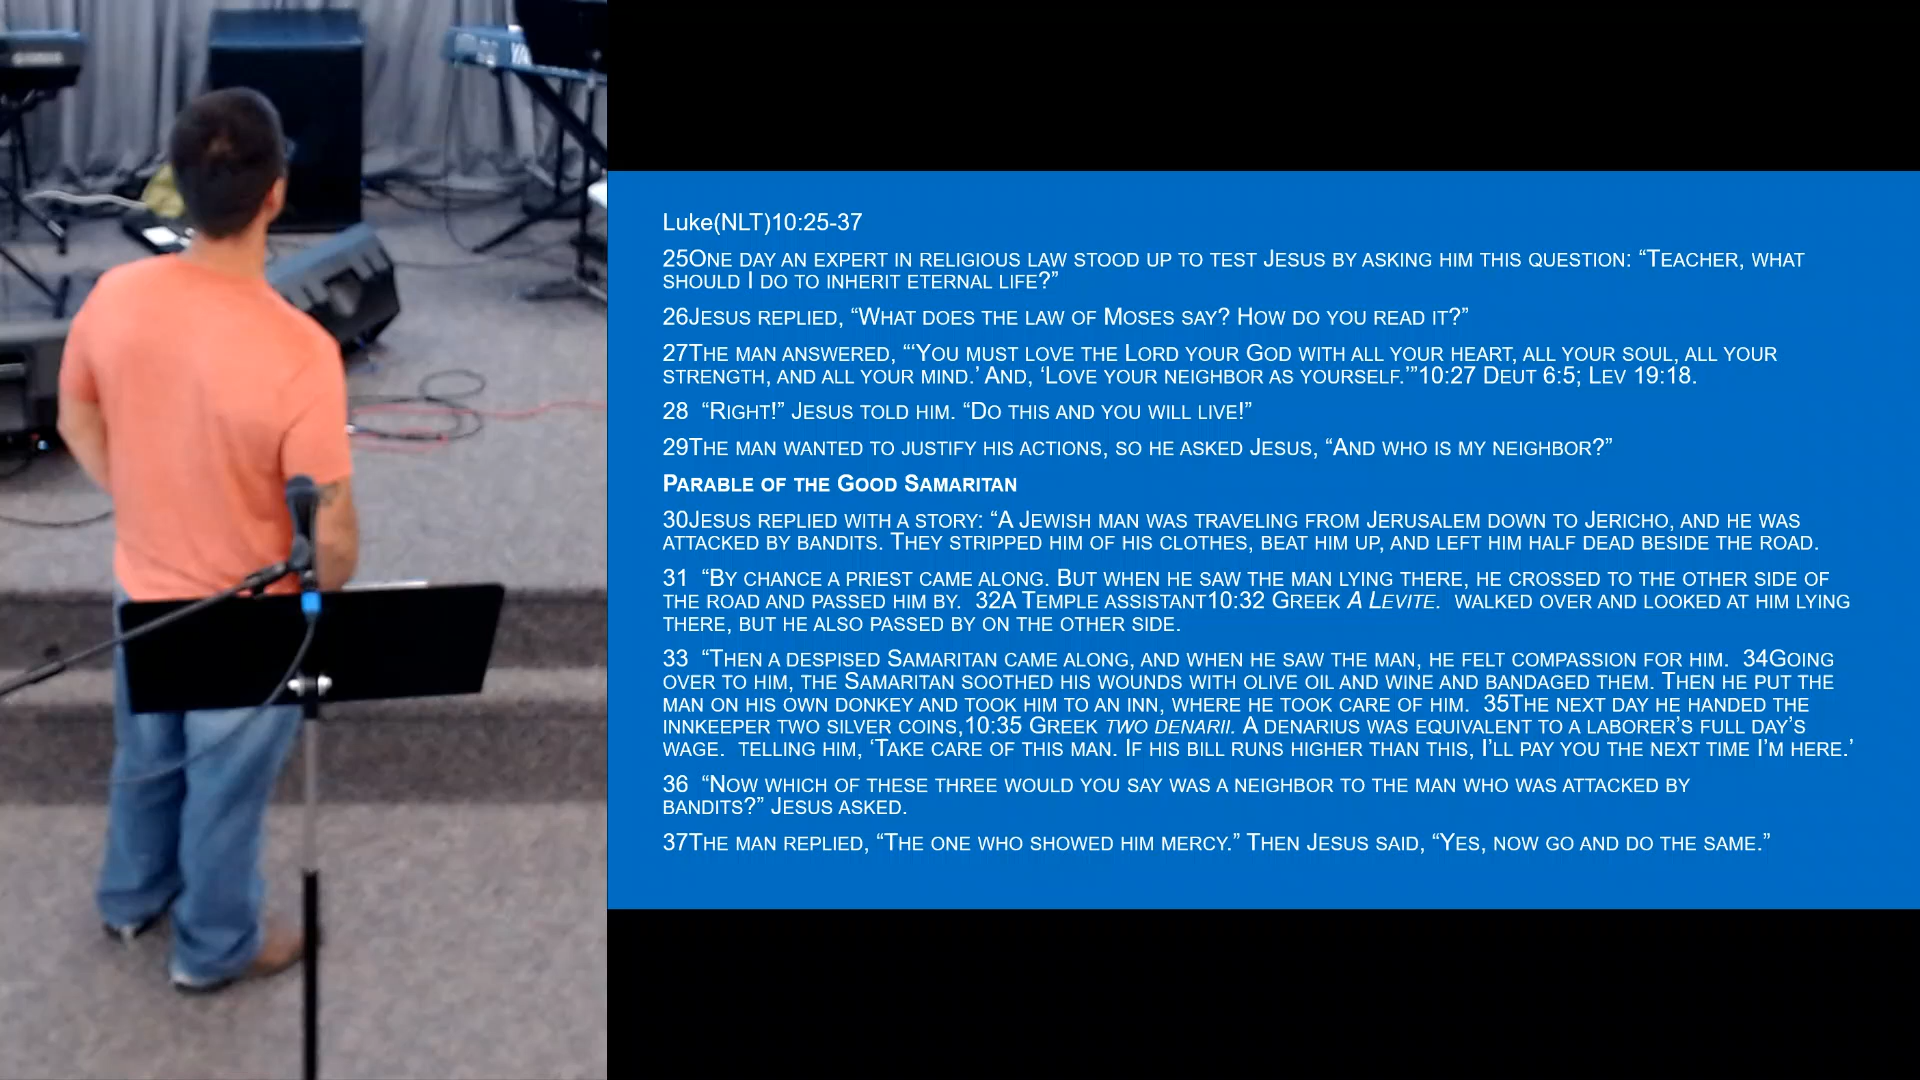 Luke(NLT)10:25-37
25One day an expert in religious law stood up to test Jesus by asking him this question: “Teacher, what
should I do to inherit eternal life?”
26Jesus replied, “What does the law of Moses say? How do you read it?”
27The man answered, “‘You must love the Lord your God with all your heart, all your soul, all your
strength, and all your mind.’ And, ‘Love your neighbor as yourself.’”10:27 Deut 6:5; Lev 19:18.
28  “Right!” Jesus told him. “Do this and you will live!”
29The man wanted to justify his actions, so he asked Jesus, “And who is my neighbor?”
Parable of the Good Samaritan
30Jesus replied with a story: “A Jewish man was traveling from Jerusalem down to Jericho, and he was
attacked by bandits. They stripped him of his clothes, beat him up, and left him half dead beside the road.
31  “By chance a priest came along. But when he saw the man lying there, he crossed to the other side of
the road and passed him by.  32A Temple assistant10:32 Greek A Levite.  walked over and looked at him lying
there, but he also passed by on the other side.
33  “Then a despised Samaritan came along, and when he saw the man, he felt compassion for him.  34Going
over to him, the Samaritan soothed his wounds with olive oil and wine and bandaged them. Then he put the
man on his own donkey and took him to an inn, where he took care of him.  35The next day he handed the
innkeeper two silver coins,10:35 Greek two denarii. A denarius was equivalent to a laborer’s full day’s
wage.  telling him, ‘Take care of this man. If his bill runs higher than this, I’ll pay you the next time I’m here.’
36  “Now which of these three would you say was a neighbor to the man who was attacked by
bandits?” Jesus asked.
37The man replied, “The one who showed him mercy.” Then Jesus said, “Yes, now go and do the same.”